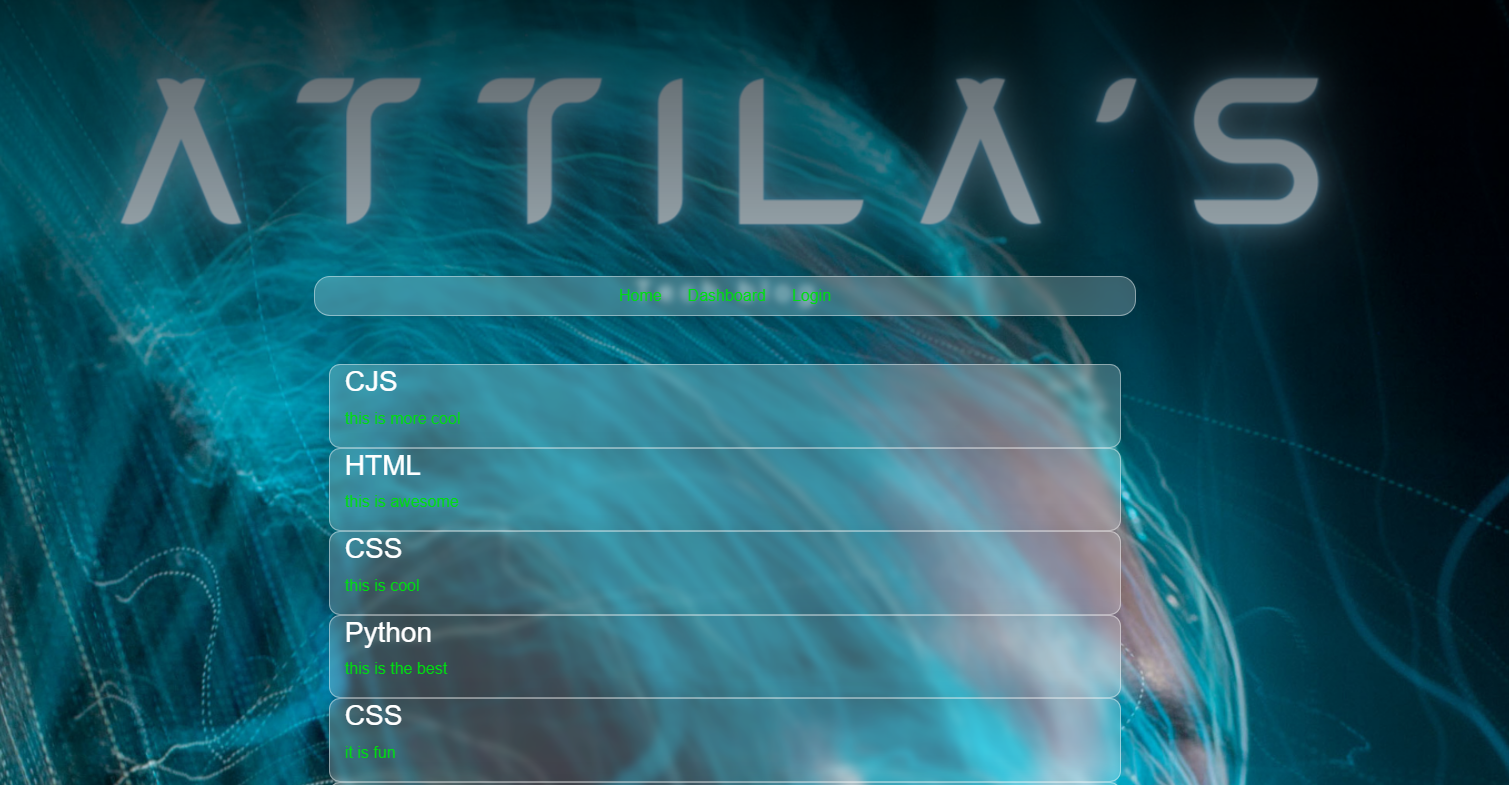 ATTILA'S
Home Dashboard Login
CJS
this is more cool
HTML
this is awesome
CSS
this is cool
Python
this is the best
CSS
it is fun